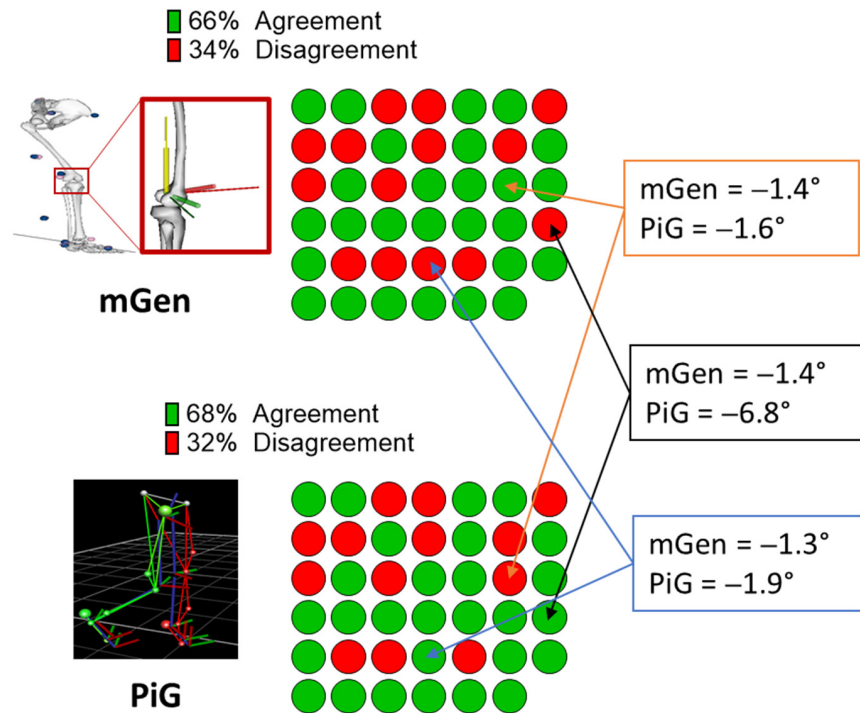 66% Agreement
34% Disagreement
mGen
mGen = −1.4°
PiG = −1.6°
mGen = −1.4°
PiG = −6.8°
68% Agreement
32% Disagreement
PiG
mGen = −1.3°
PiG = −1.9°